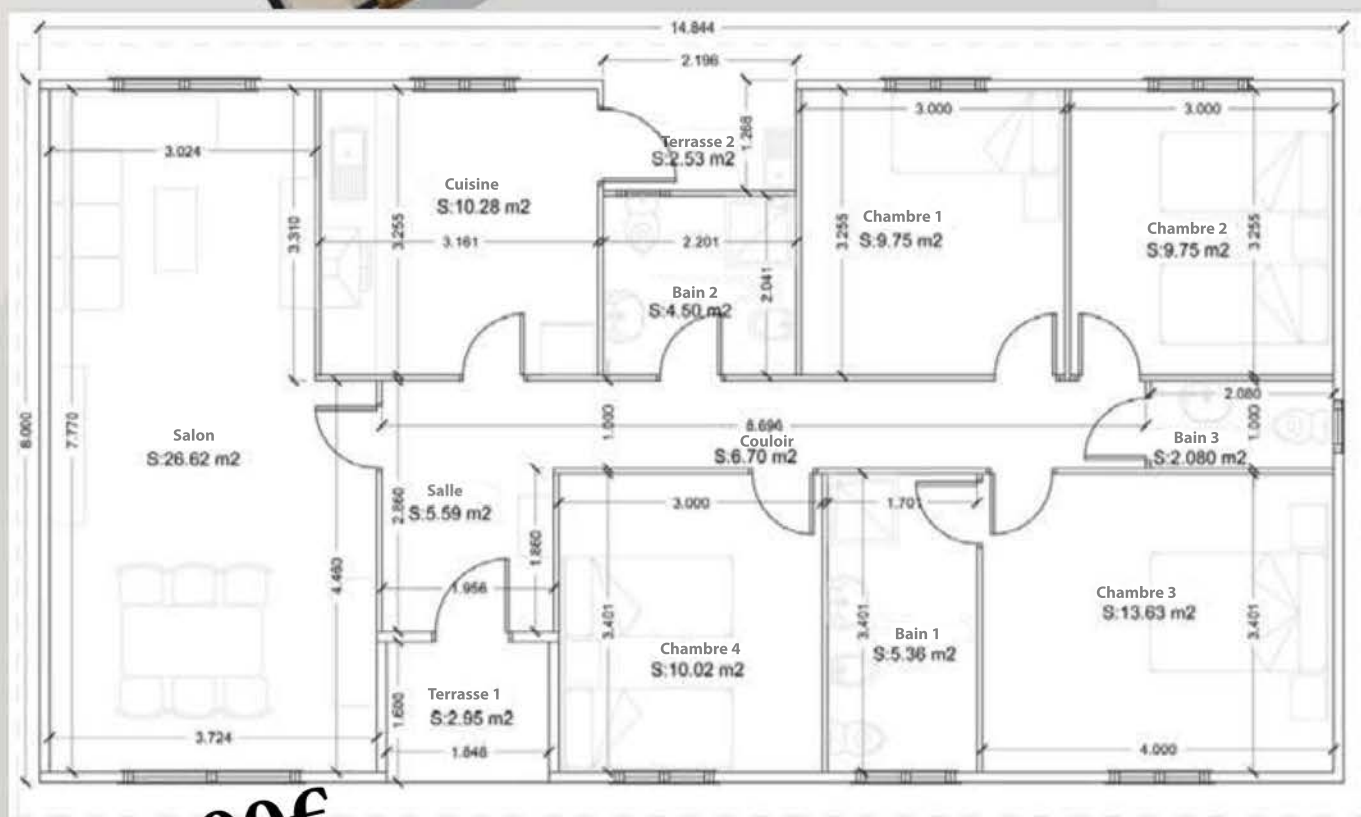 14.844
2.196
3.024
3.310
Cuisine
S:10.28 m2
3.255
3.161
Terrasse 2
S:2.53 m2
1.268
2.201
Bain 2
S:4.50 m2
2.041
3.000
Chambre 1
S:9.75 m2
3.255
3.000
Chambre 2
S:9.75 m2
3.255
8.000
7.770
Salon
S:26.62 m2
4.460
3.724
1.000
8.696
Couloir
S:6.70 m2
2.080
1.000
Bain 3
S:2.080 m2
Salle
S:5.59 m2
2.860
1.860
1.956
Terrasse 1
S:2.95 m2
1.600
1.848
3.000
3.401
Chambre 4
S:10.02 m2
1.701
3.401
Bain 1
S:5.36 m2
Chambre 3
S:13.63 m2
3.401
4.000
00€